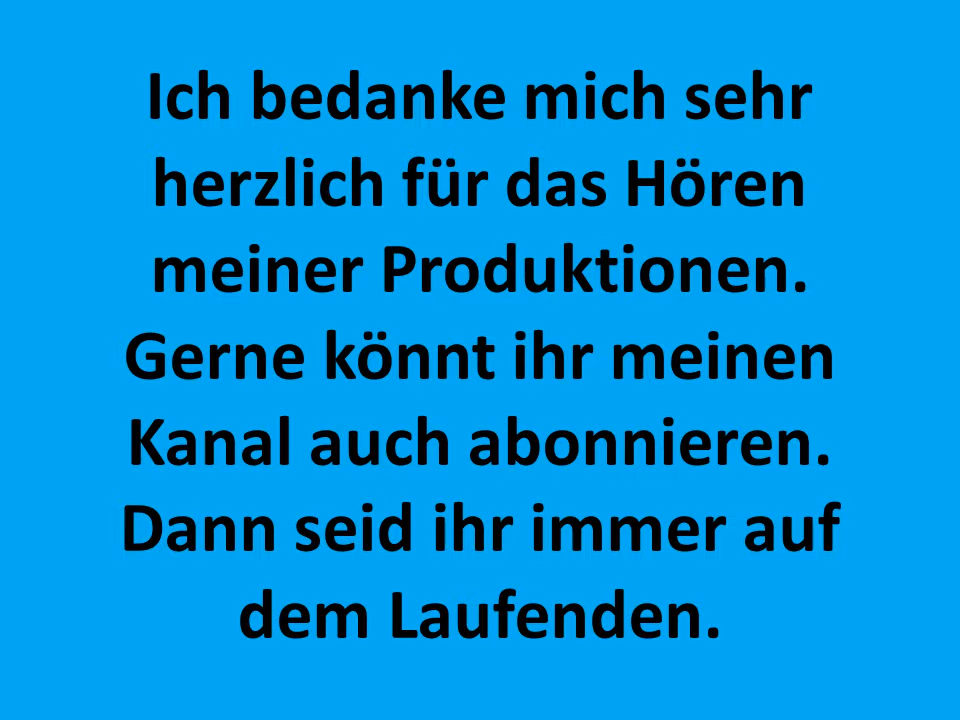 Ich bedanke mich sehr
herzlich für das Hören
meiner Produktionen.
Gerne könnt ihr meinen
Kanal auch abonnieren.
Dann seid ihr immer auf
dem Laufenden.